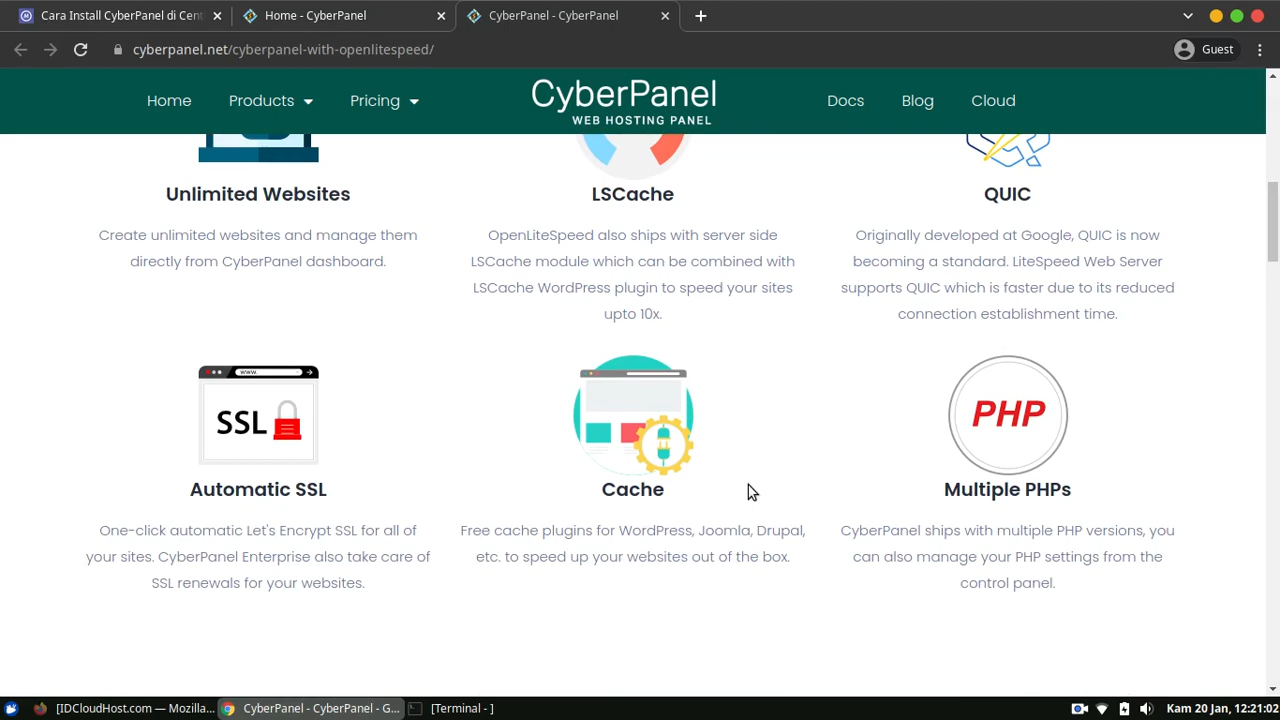 Cara Install CyberPanel di Cent
Home - CyberPanel
CyberPanel - CyberPanel
cyberpanel.net/cyberpanel-with-openlitespeed/
Guest
Home
Products
Pricing
CyberPanel
WEB HOSTING PANEL
Docs
Blog
Cloud
Unlimited Websites
Create unlimited websites and manage them
directly from CyberPanel dashboard.
LSCache
OpenLiteSpeed also ships with server side
LSCache module which can be combined with
LSCache WordPress plugin to speed your sites
upto 10x.
QUIC
Originally developed at Google, QUIC is now
becoming a standard. LiteSpeed Web Server
supports QUIC which is faster due to its reduced
connection establishment time.
www.
SSL
Automatic SSL
One-click automatic Let's Encrypt SSL for all of
your sites. CyberPanel Enterprise also take care of
SSL renewals for your websites.
Cache
Free cache plugins for WordPress, Joomla, Drupal,
etc. to speed up your websites out of the box.
PHP
Multiple PHPs
CyberPanel ships with multiple PHP versions, you
can also manage your PHP settings from the
control panel.
[IDCloudHost.com — Mozilla...
CyberPanel - CyberPanel - G...
[Terminal - ]
Kam 20 Jan, 12:21:02